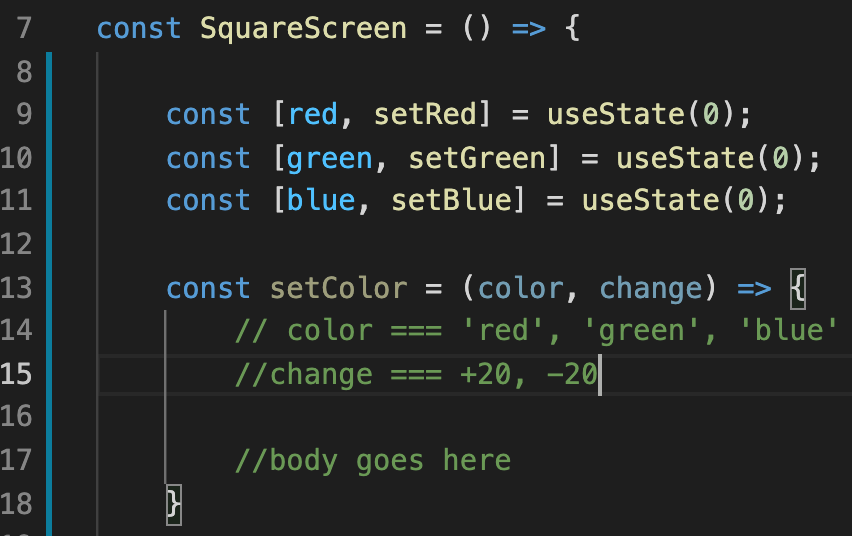 7 const SquareScreen = () => {
8
9 const [red, setRed] = useState(0);
10 const [green, setGreen] = useState(0);
11 const [blue, setBlue] = useState(0);
12
13 const setColor = (color, change) => {
14 // color === 'red', 'green', 'blue'
15 //change === +20, -20
16
17 //body goes here
18 }